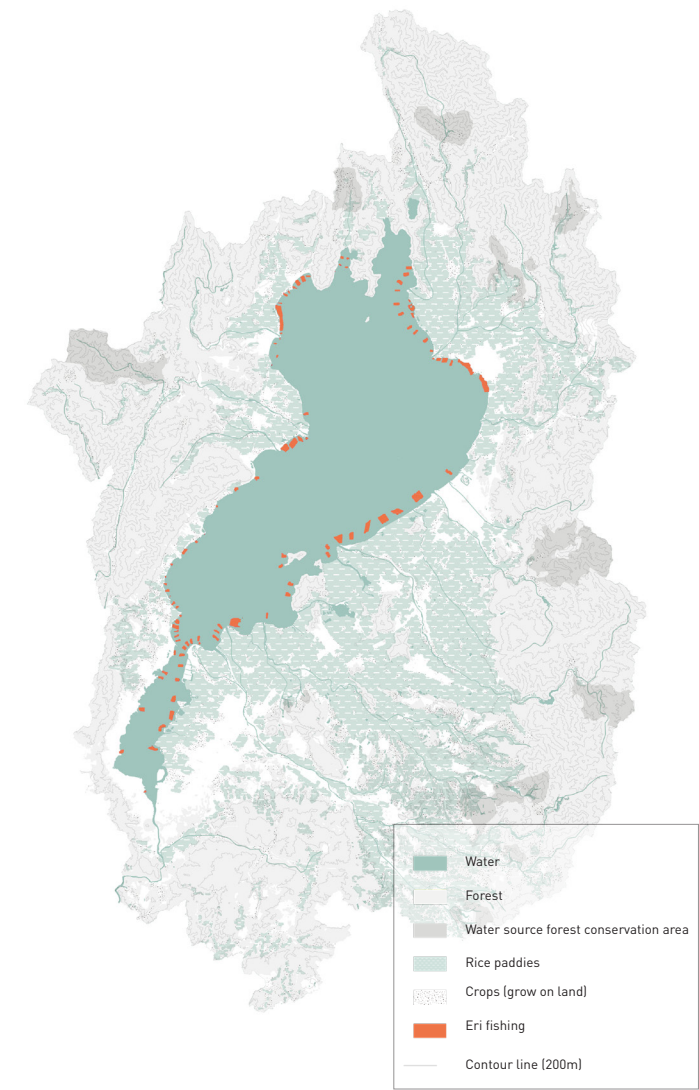 Water
Forest
Water source forest conservation area
Rice paddies
Crops (grow on land)
Eri fishing
Contour line (200m)